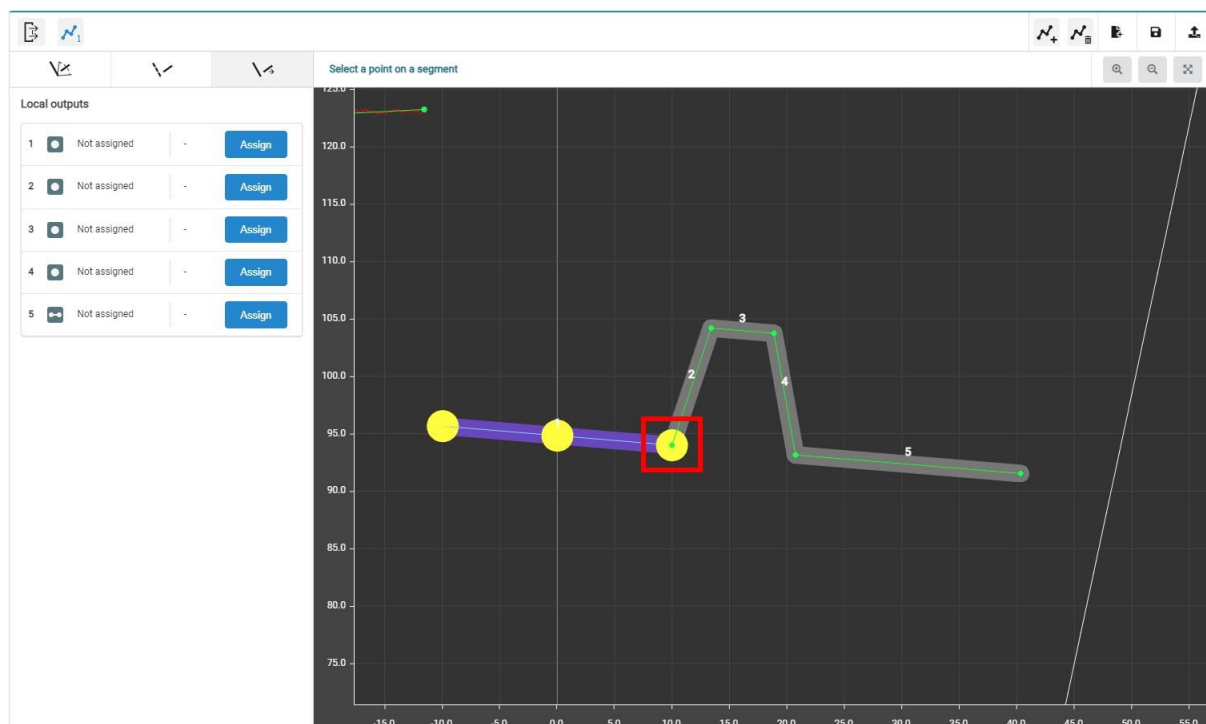 1
Select a point on a segment
Local outputs
1 Not assigned - Assign
2 Not assigned - Assign
3 Not assigned - Assign
4 Not assigned - Assign
5 Not assigned - Assign
125.0
120.0
115.0
110.0
105.0
100.0
95.0
90.0
85.0
80.0
75.0
3
2
4
1
5
-15.0 -10.0 -5.0 0.0 5.0 10.0 15.0 20.0 25.0 30.0 35.0 40.0 45.0 50.0 55.0